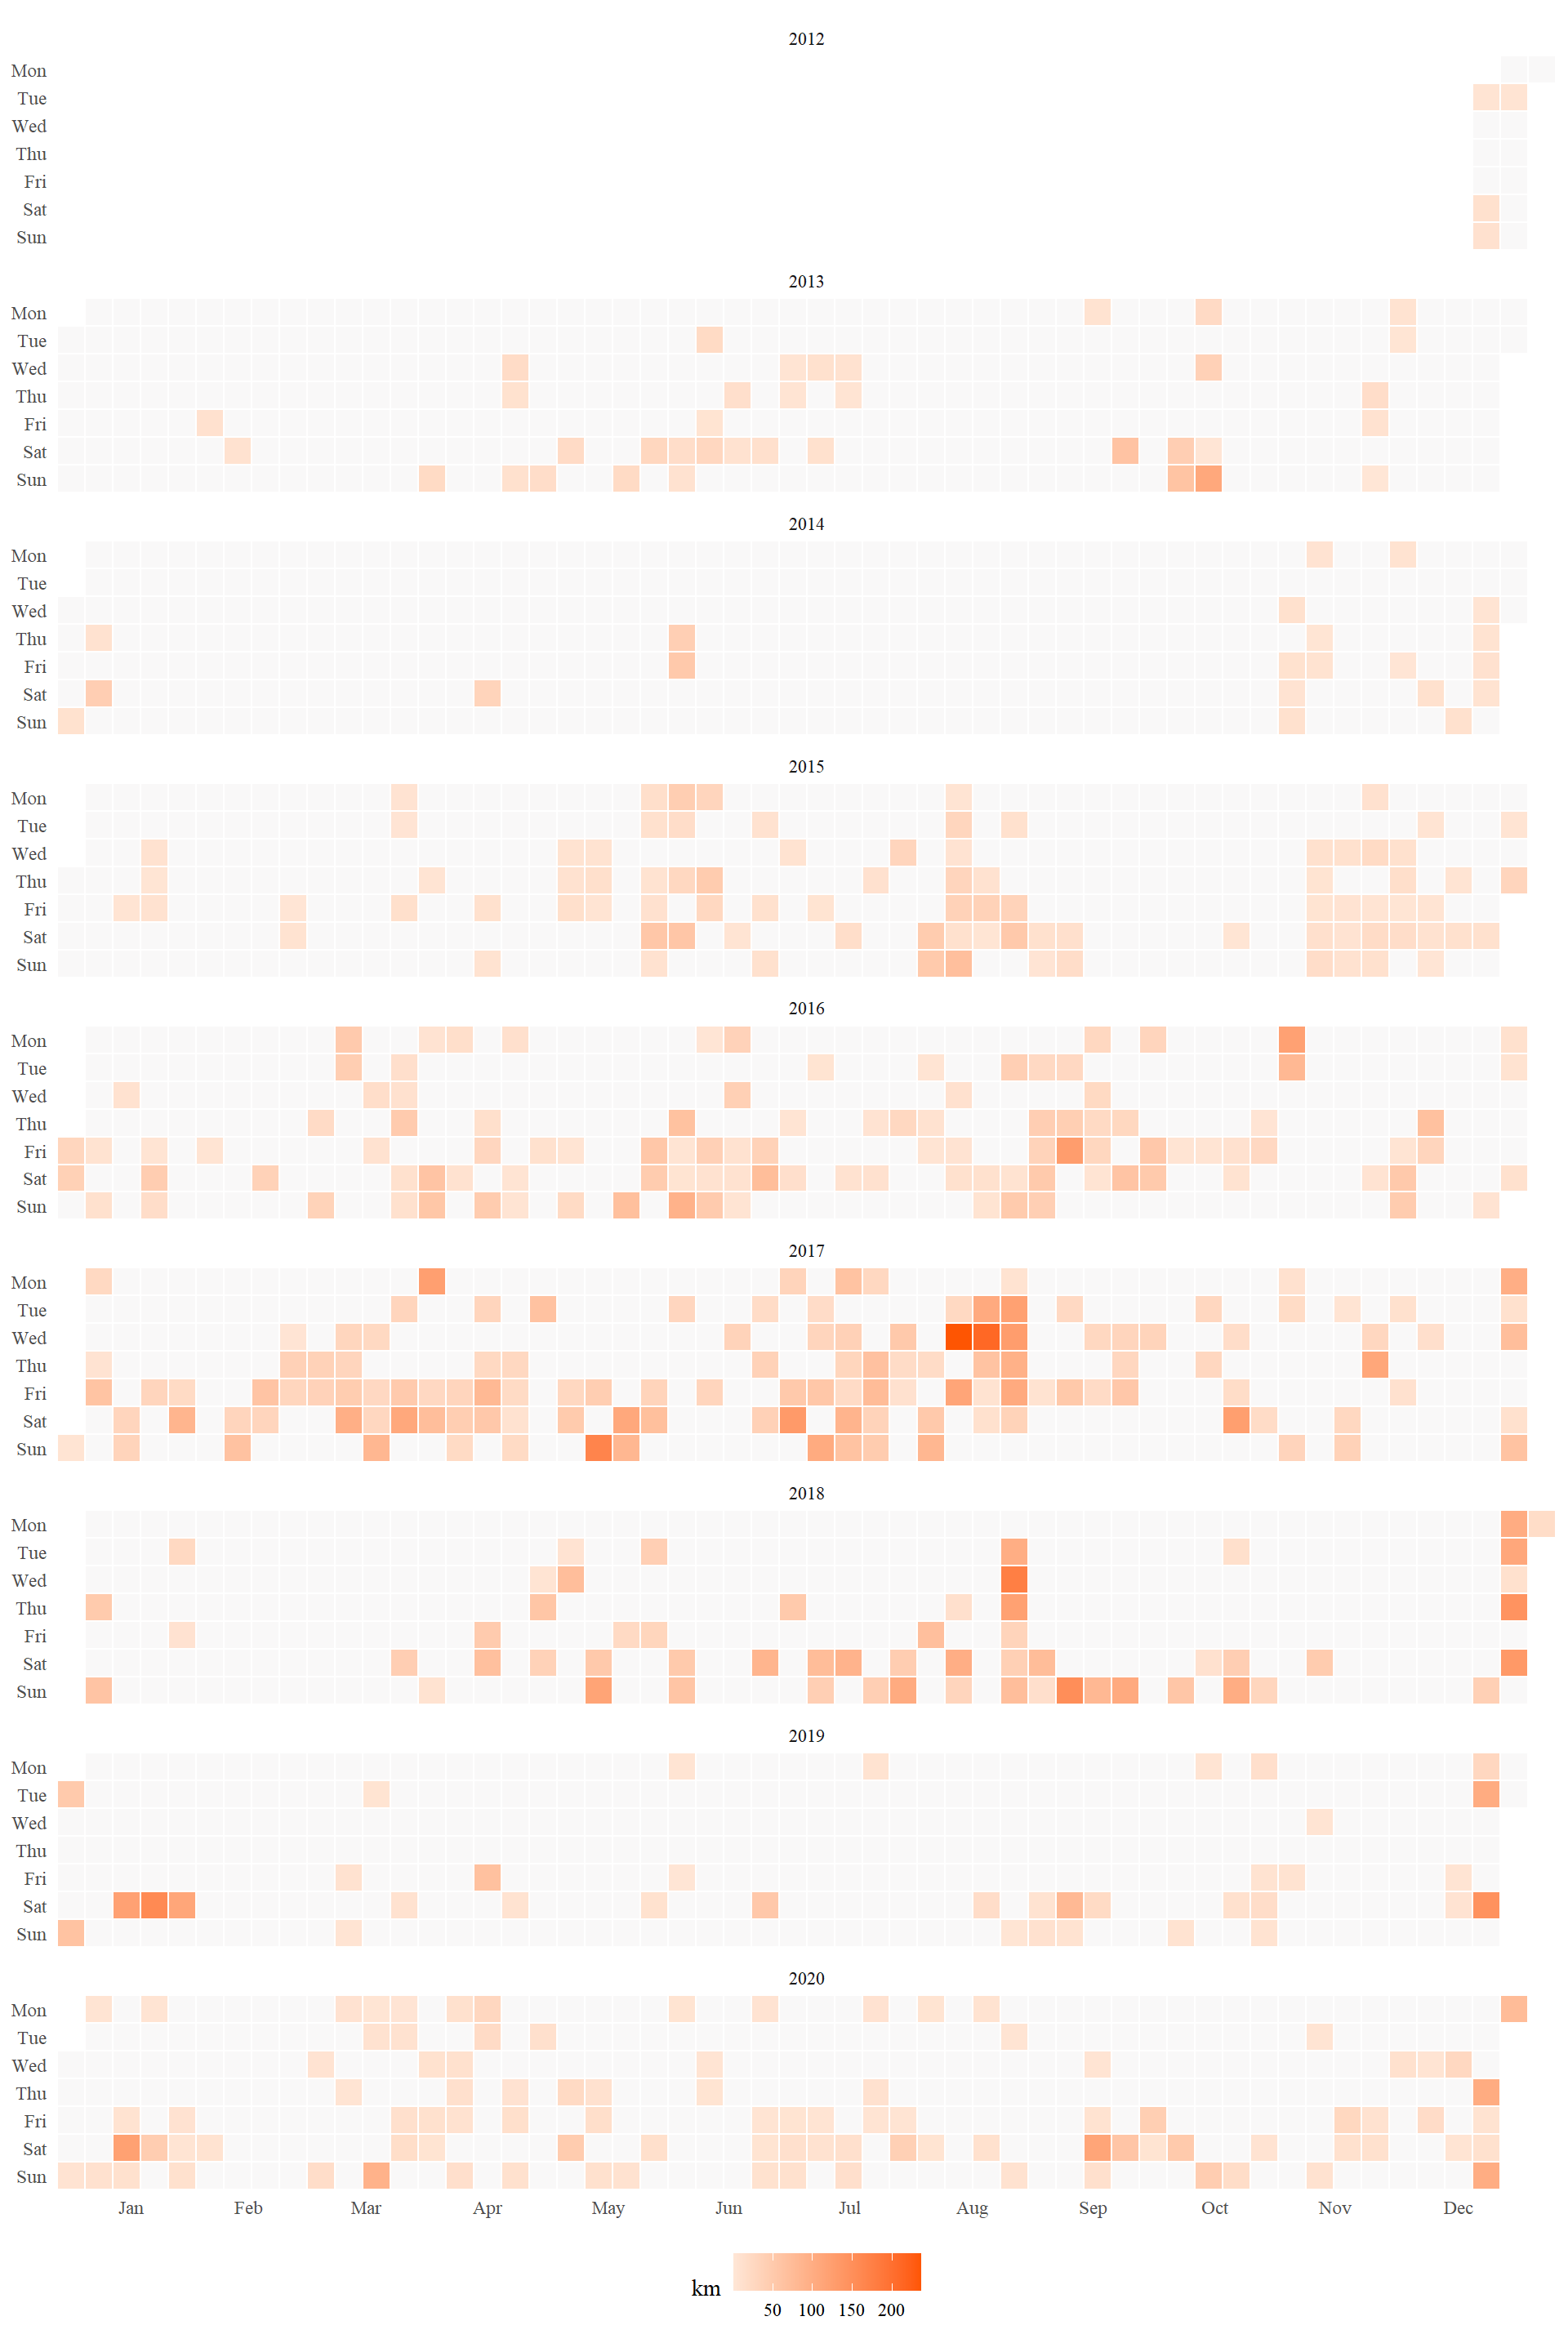 2012
Mon
Tue
Wed
Thu
Fri
Sat
Sun
2013
Mon
Tue
Wed
Thu
Fri
Sat
Sun
2014
Mon
Tue
Wed
Thu
Fri
Sat
Sun
2015
Mon
Tue
Wed
Thu
Fri
Sat
Sun
2016
Mon
Tue
Wed
Thu
Fri
Sat
Sun
2017
Mon
Tue
Wed
Thu
Fri
Sat
Sun
2018
Mon
Tue
Wed
Thu
Fri
Sat
Sun
2019
Mon
Tue
Wed
Thu
Fri
Sat
Sun
2020
Mon
Tue
Wed
Thu
Fri
Sat
Sun
Jan Feb Mar Apr May Jun Jul Aug Sep Oct Nov Dec
km
50 100 150 200